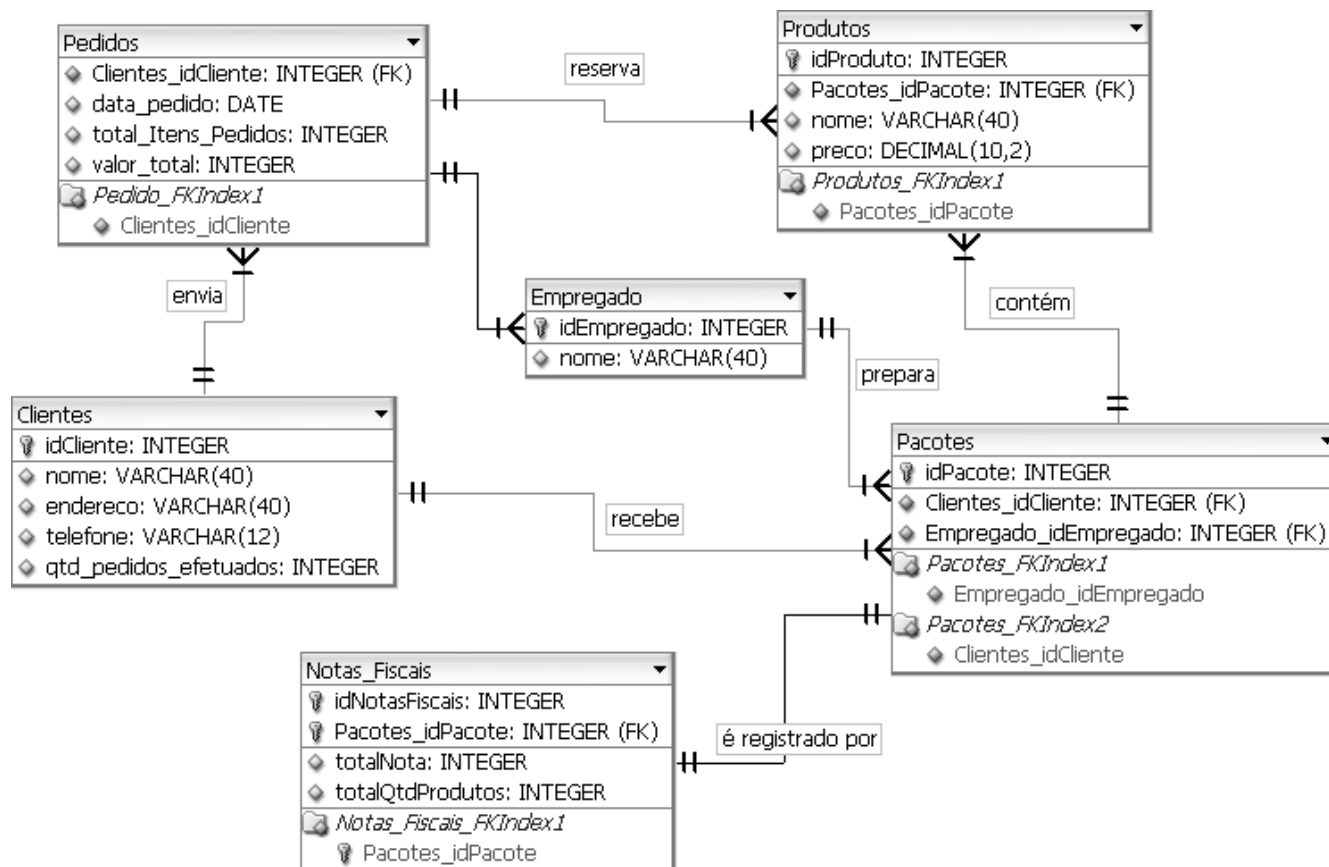 Pedidos
Clientes_idCliente: INTEGER (FK)
data_pedido: DATE
total_Itens_Pedidos: INTEGER
valor_total: INTEGER
Pedido_FKIndex1
Clientes_idCliente
reserva
Produtos
idProduto: INTEGER
Pacotes_idPacote: INTEGER (FK)
nome: VARCHAR(40)
preco: DECIMAL(10,2)
Produtos_FKIndex1
Pacotes_idPacote
envia
Empregado
idEmpregado: INTEGER
nome: VARCHAR(40)
contém
prepara
Clientes
idCliente: INTEGER
nome: VARCHAR(40)
endereco: VARCHAR(40)
telefone: VARCHAR(12)
qtd_pedidos_efetuados: INTEGER
recebe
Pacotes
idPacote: INTEGER
Clientes_idCliente: INTEGER (FK)
Empregado_idEmpregado: INTEGER (FK)
Pacotes_FKIndex1
Empregado_idEmpregado
Pacotes_FKIndex2
Clientes_idCliente
Notas_Fiscais
idNotasFiscais: INTEGER
Pacotes_idPacote: INTEGER (FK)
totalNota: INTEGER
totalQtdProdutos: INTEGER
Notas_Fiscais_FKIndex1
Pacotes_idPacote
é registrado por